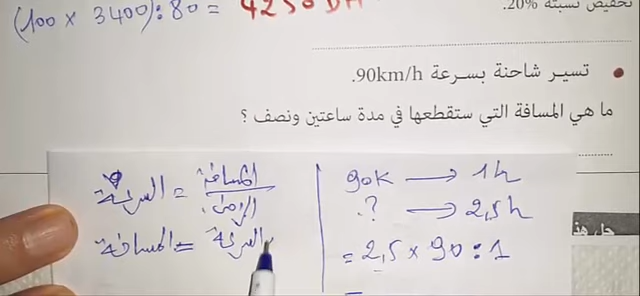 (100 x 3400) : 80 = 4250 DH
تخفيض نسبته 20%.
تسير شاحنة بسرعة 90km/h.
ما هي المسافة التي ستقطعها في مدة ساعتين ونصف ؟
السرعة = المسافة / الزمن
المسافة = السرعة
90K → 1h
? → 2,5h
= 2,5 x 90 : 1
=